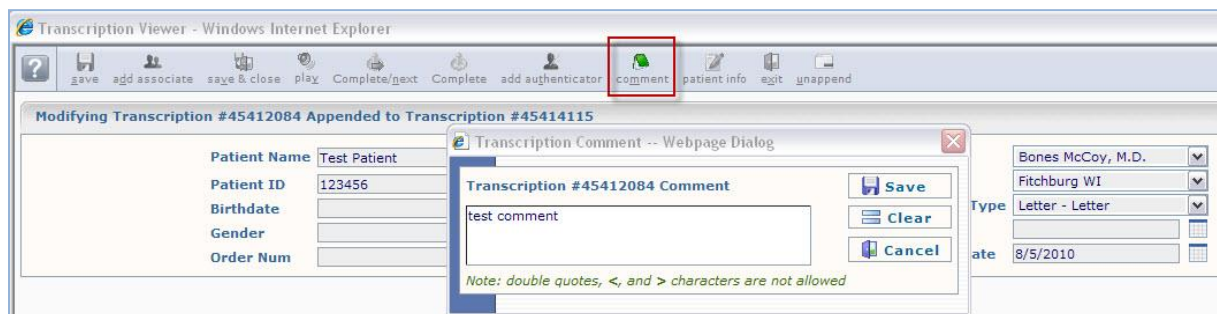 Transcription Viewer - Windows Internet Explorer
? save add associate save & close play Complete/next Complete add authenticator comment patient info exit unappend
Modifying Transcription #45412084 Appended to Transcription #45414115
Transcription Comment -- Webpage Dialog
Patient Name Test Patient
Patient ID 123456
Birthdate
Gender
Order Num
Transcription #45412084 Comment
test comment
Save
Clear
Cancel
Note: double quotes, <, and > characters are not allowed
Bones McCoy, M.D.
Fitchburg WI
Type Letter - Letter
ate 8/5/2010